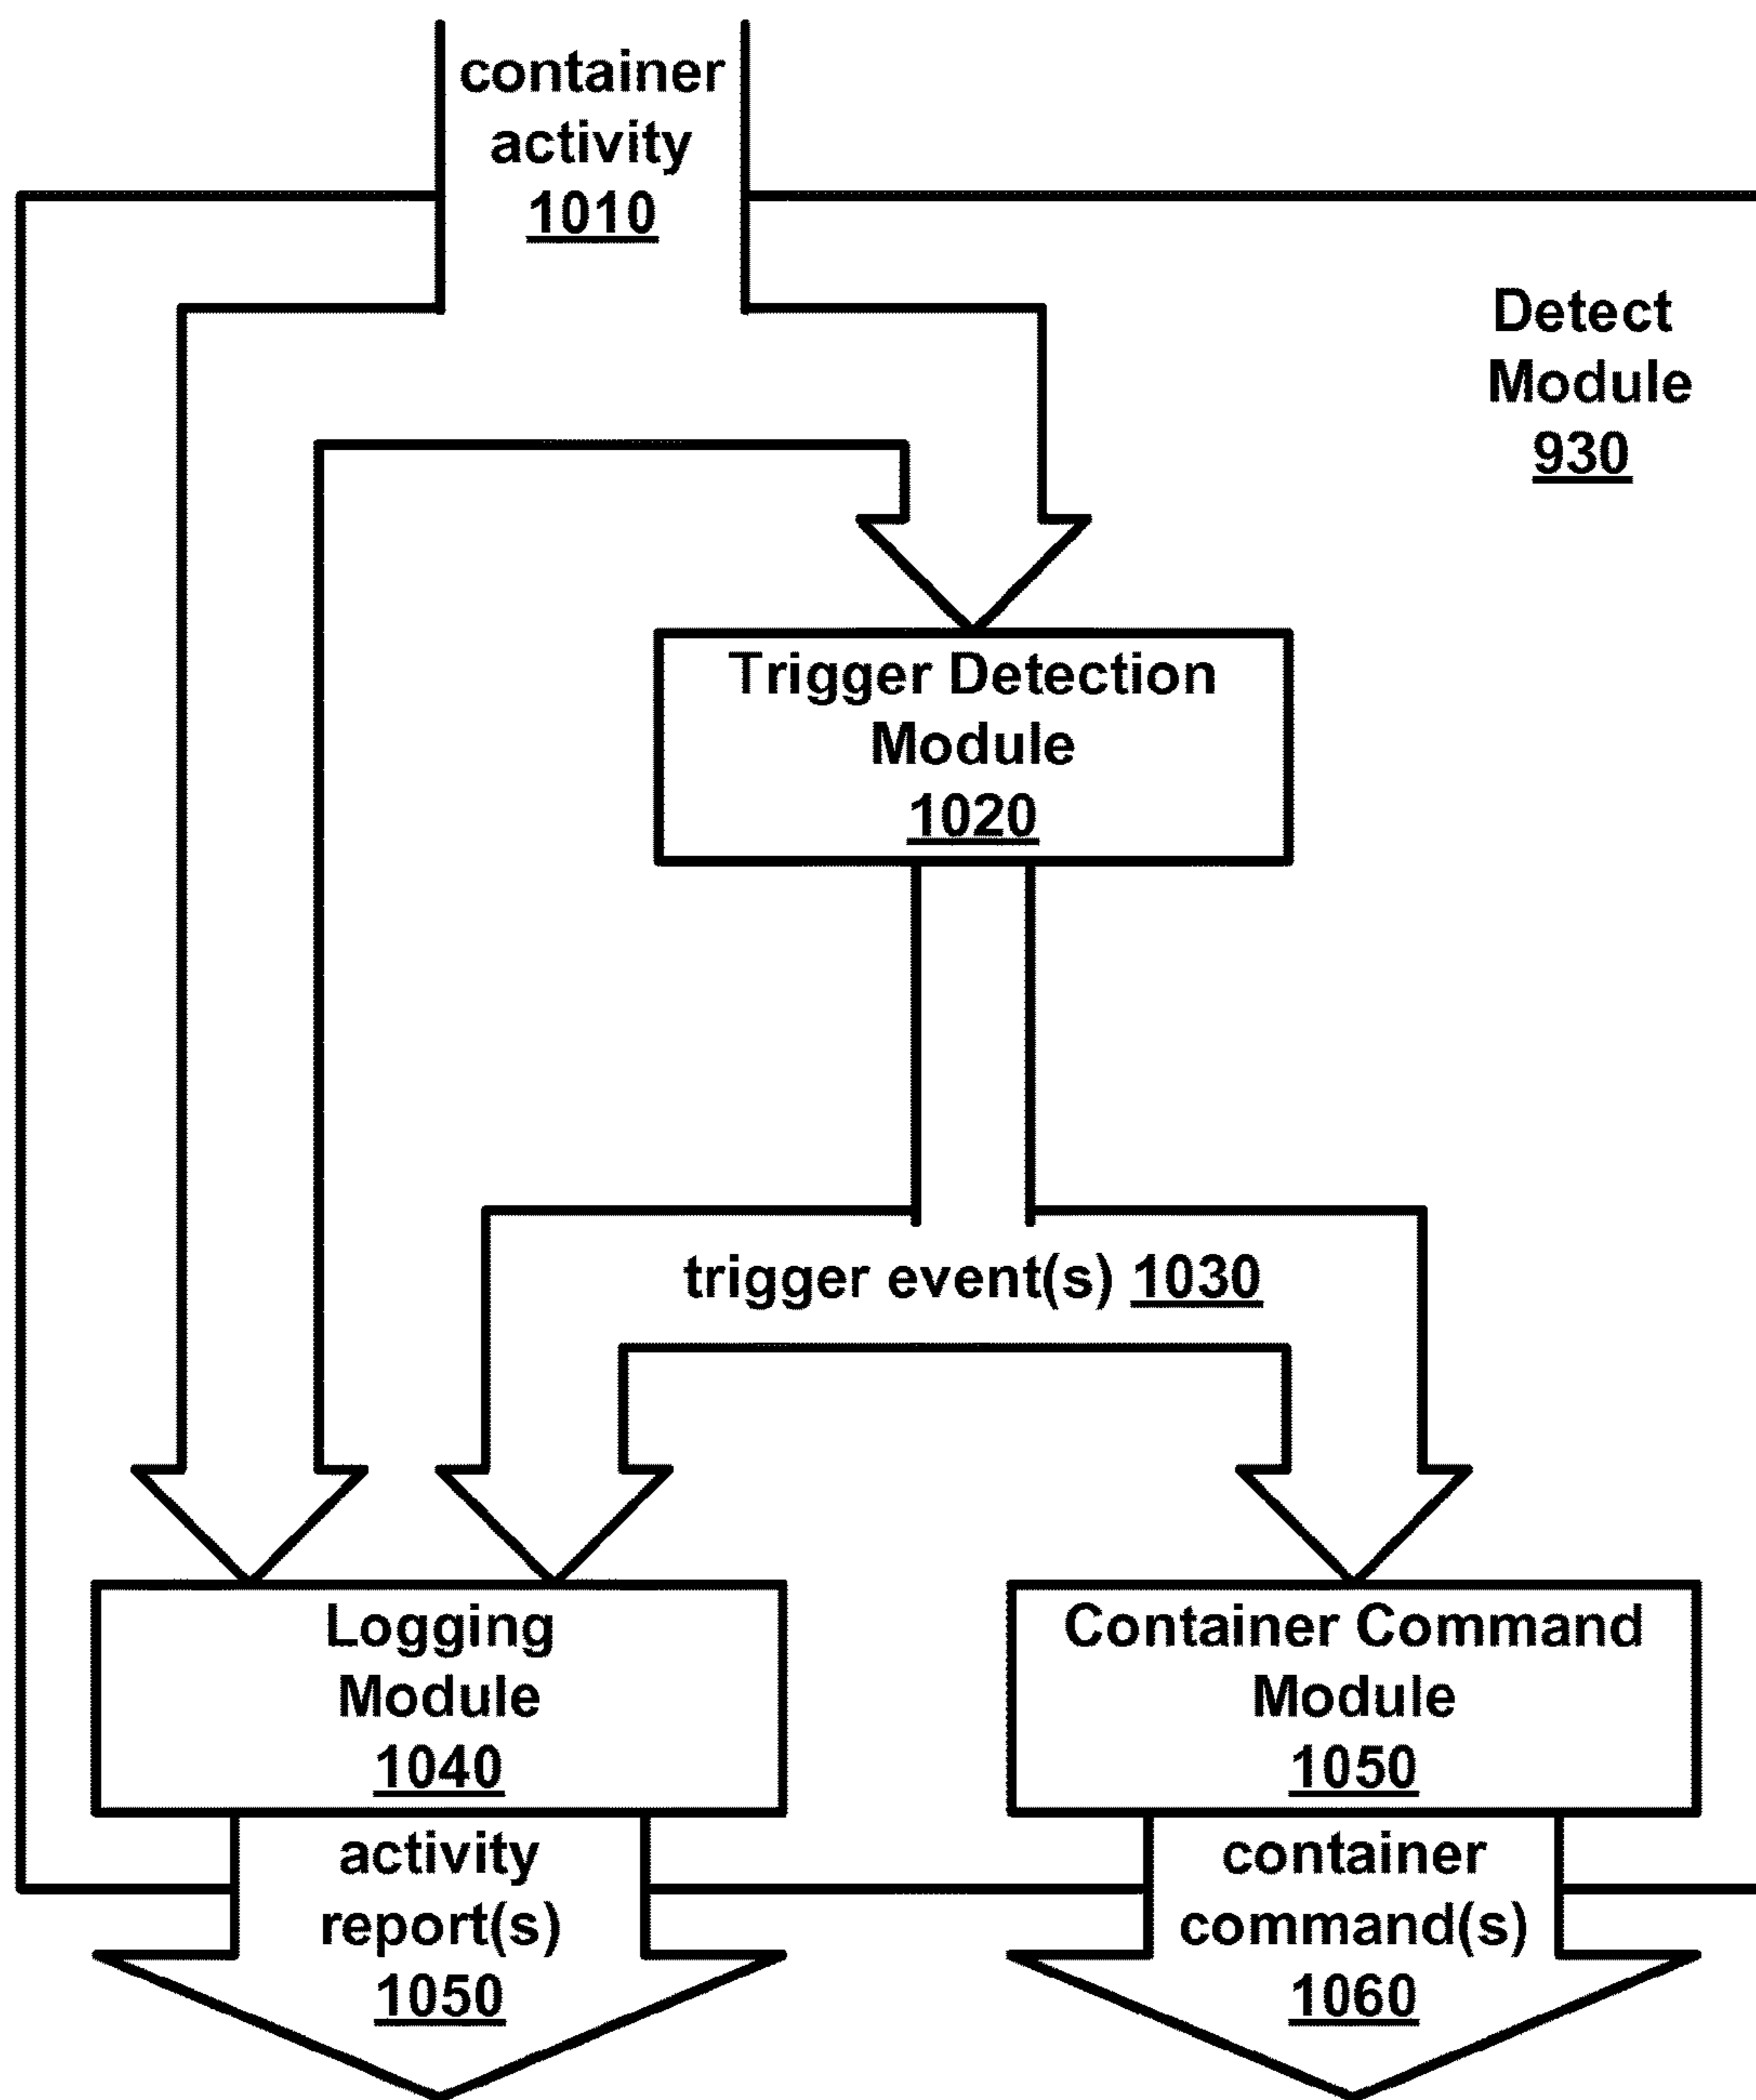 container
activity
1010
Detect
Module
930
Trigger Detection
Module
1020
trigger event(s) 1030
Logging
Module
1040
Container Command
Module
1050
activity
report(s)
1050
container
command(s)
1060